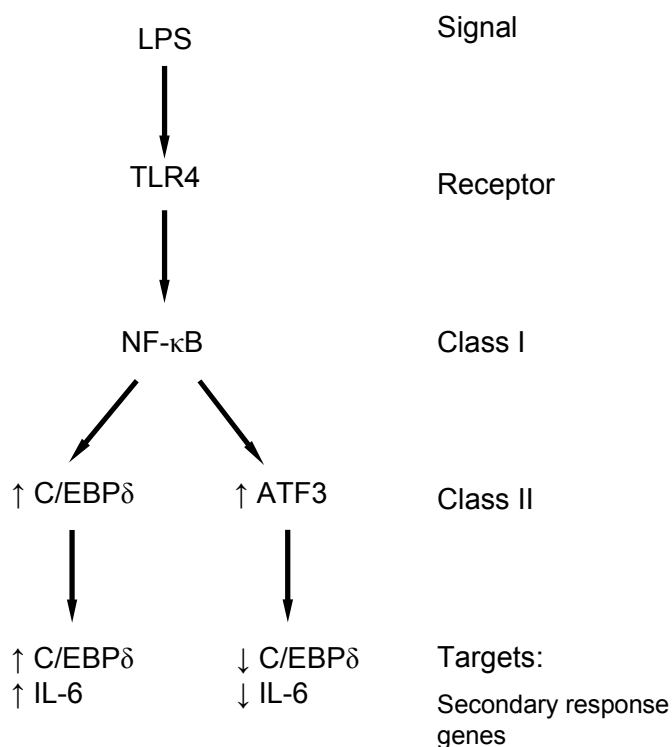 LPS
Signal
TLR4
Receptor
NF-κB
Class I
↑ C/EBPδ
↑ ATF3
Class II
↑ C/EBPδ
↑ IL-6
↓ C/EBPδ
↓ IL-6
Targets:
Secondary response
genes